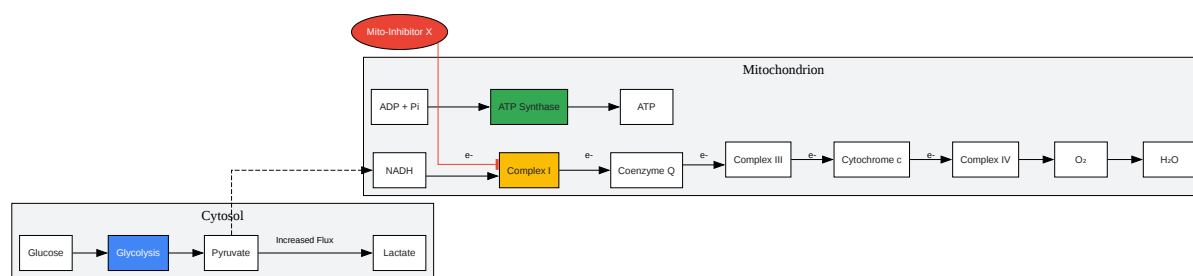 Mito-Inhibitor X
Mitochondrion
ADP + Pi
ATP Synthase
ATP
NADH
e-
Complex I
e-
Coenzyme Q
e-
Complex III
e-
Cytochrome c
e-
Complex IV
O₂
H₂O
Cytosol
Glucose
Glycolysis
Pyruvate
Increased Flux
Lactate